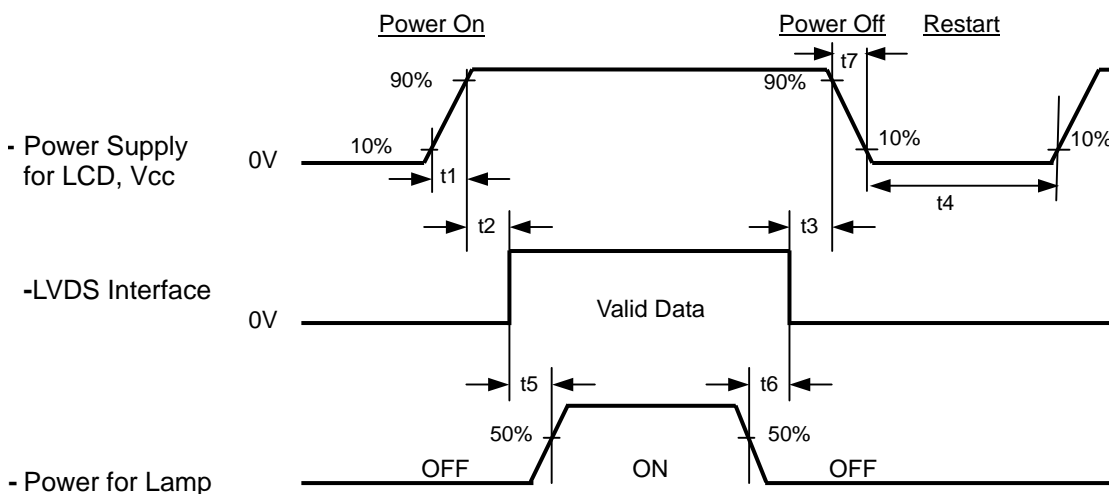 Power On
Power Off
Restart
t7
90%
90%
- Power Supply
for LCD, Vcc
0V
10%
10%
10%
t1
t4
t2
t3
-LVDS Interface
0V
Valid Data
t5
t6
50%
50%
- Power for Lamp
OFF
ON
OFF